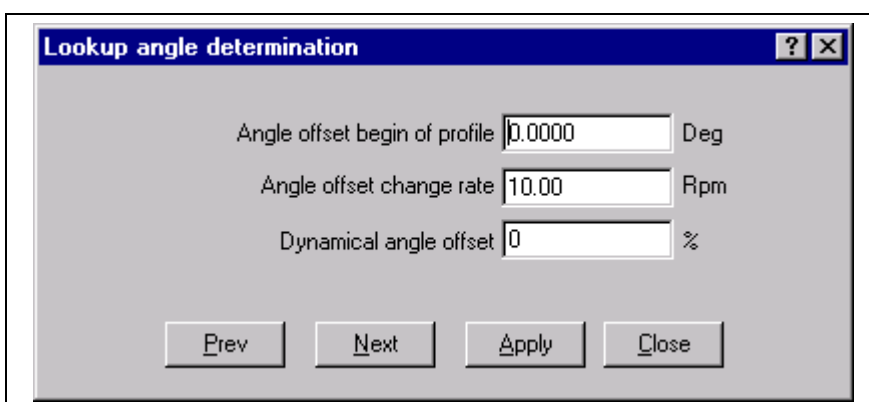 Lookup angle determination
Angle offset begin of profile 0.0000 Deg
Angle offset change rate 10.00 Rpm
Dynamical angle offset 0 %
Prev Next Apply Close